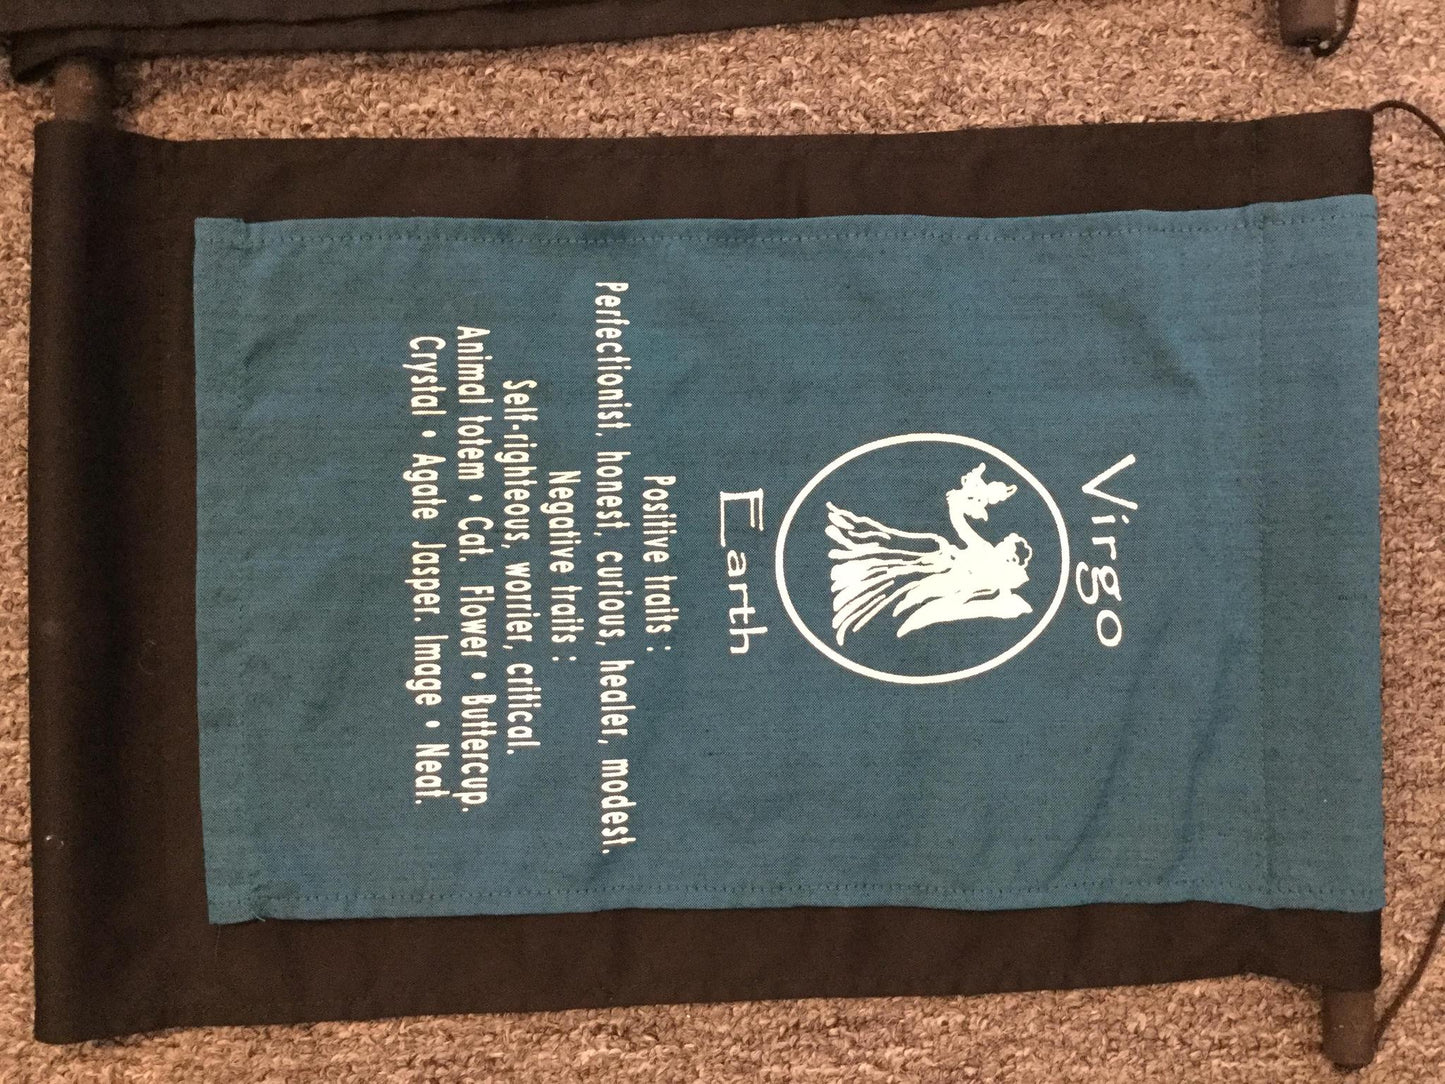 Virgo
Earth
Positive traits :
Perfectionist, honest, curious, healer, modest.
Negative traits :
Self-righteous, worrier, critical.
Animal totem • Cat. Flower • Buttercup.
Crystal • Agate Jasper. Image • Neat.